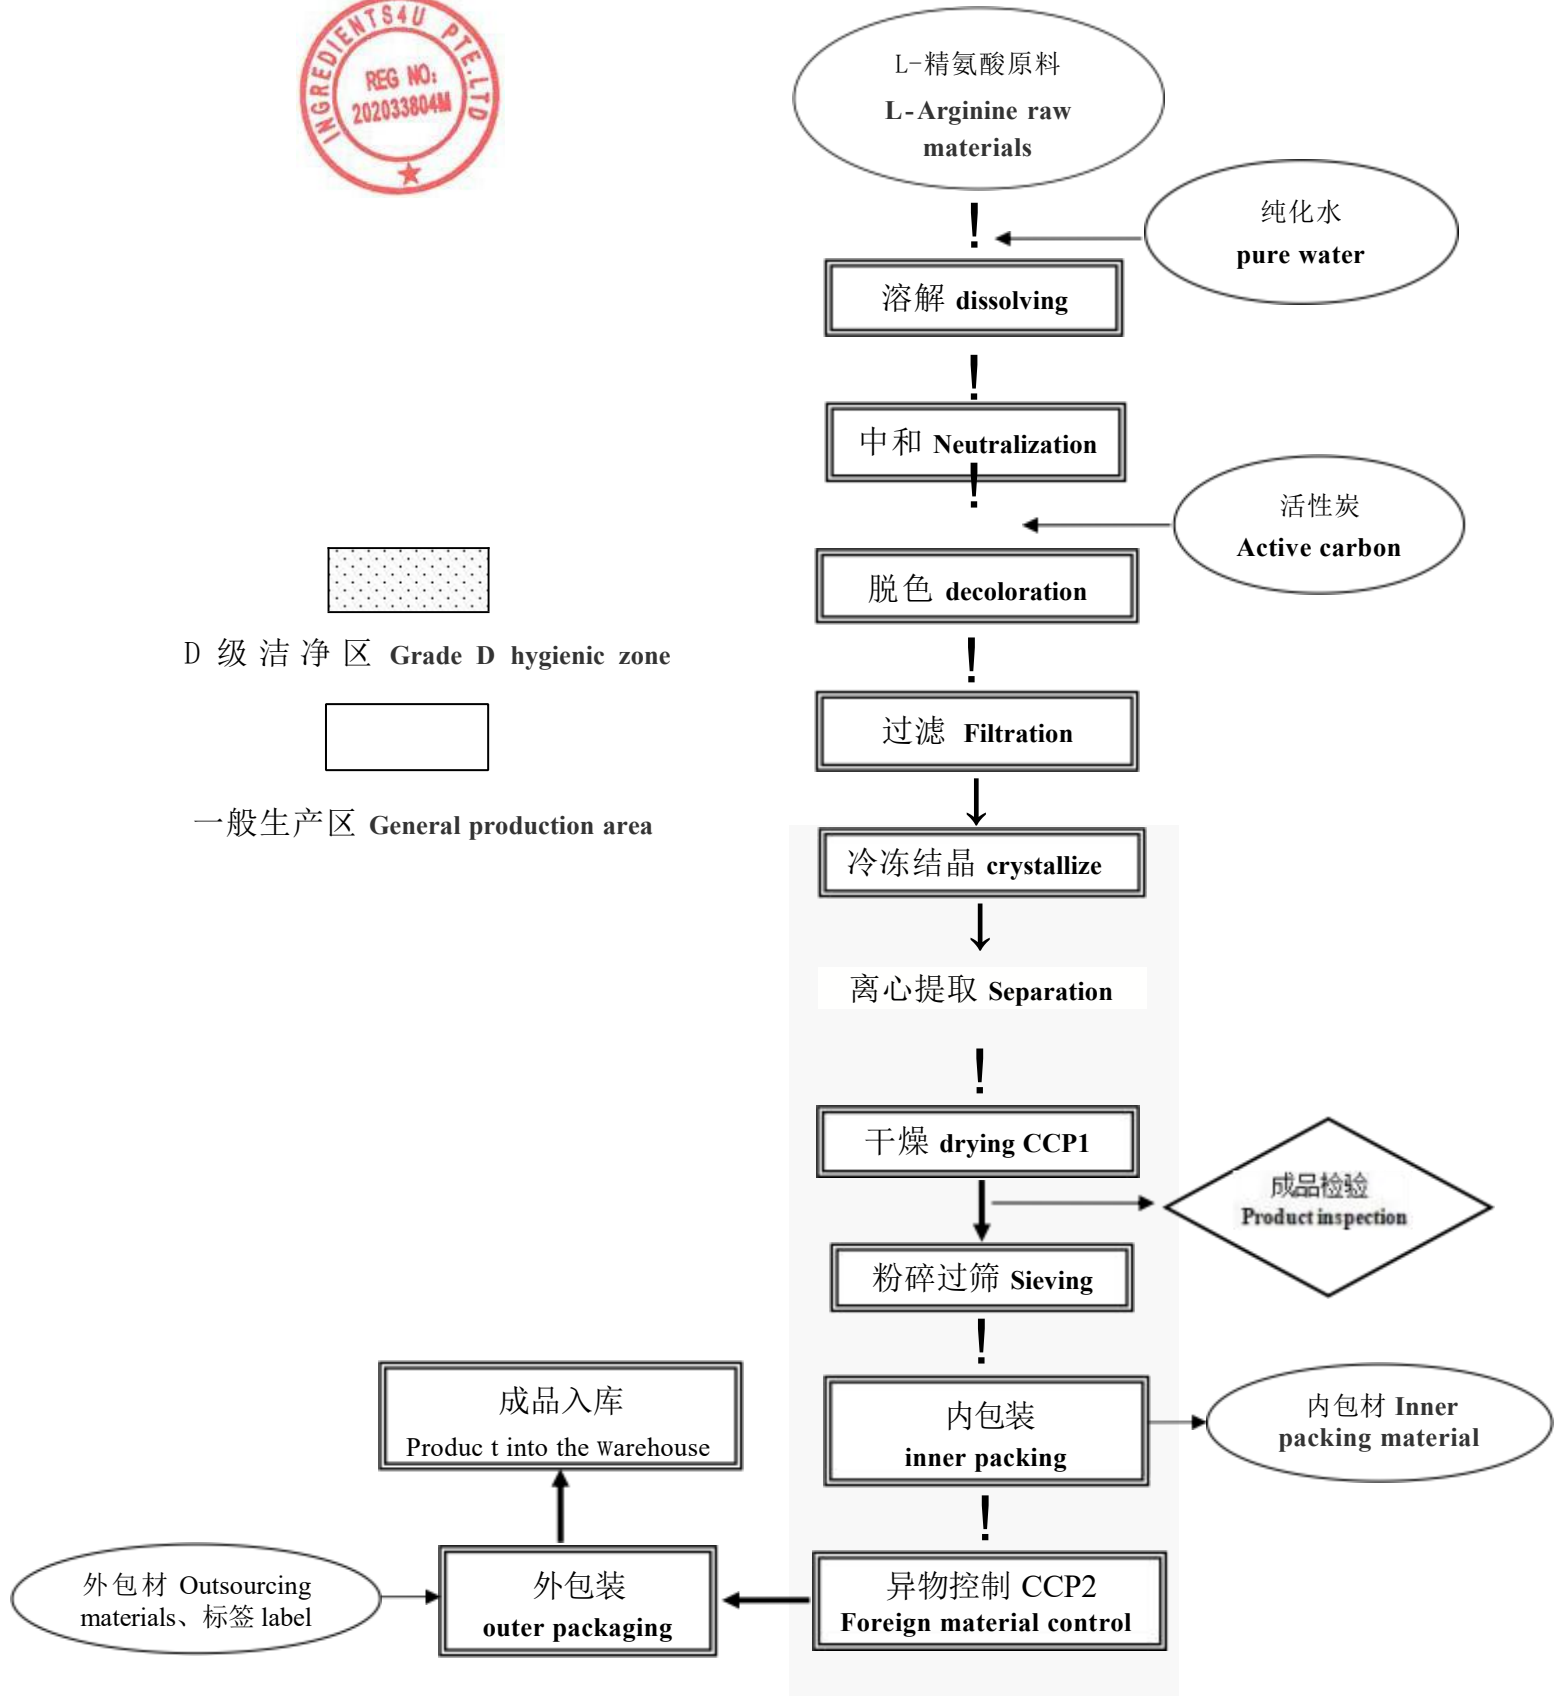 INGREDIENTS4U PTE.LTD
REG NO:
202033804M
L-精氨酸原料
L-Arginine raw
materials
纯化水
pure water
!
溶解 dissolving
!
中和 Neutralization
!
活性炭
Active carbon
脱色 decoloration
D 级洁净区 Grade D hygienic zone
!
过滤 Filtration
一般生产区 General production area
冷冻结晶 crystallize
离心提取 Separation
!
干燥 drying CCP1
成品检验
Product inspection
粉碎过筛 Sieving
!
成品入库
Produc t into the Warehouse
内包装
inner packing
内包材 Inner
packing material
!
外包材 Outsourcing
materials、标签 label
外包装
outer packaging
异物控制 CCP2
Foreign material control